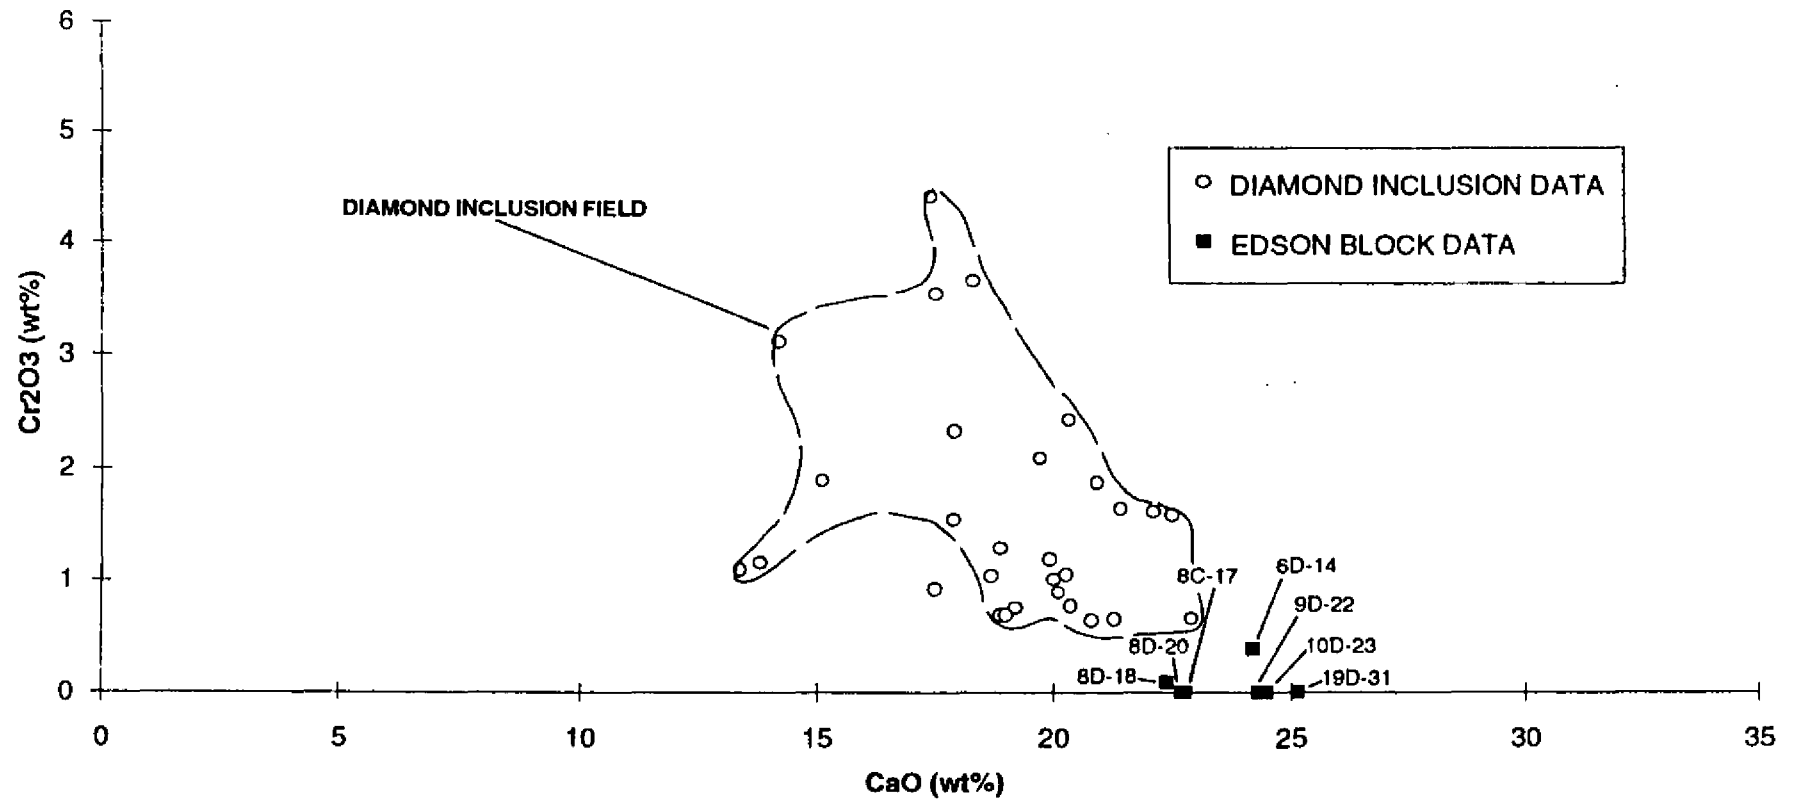 6
5
4
3
2
1
0
Cr2O3 (wt%)
DIAMOND INCLUSION FIELD
DIAMOND INCLUSION DATA
EDSON BLOCK DATA
8C-17
6D-14
9D-22
8D-20
10D-23
8D-18
19D-31
0 5 10 15 20 25 30 35
CaO (wt%)